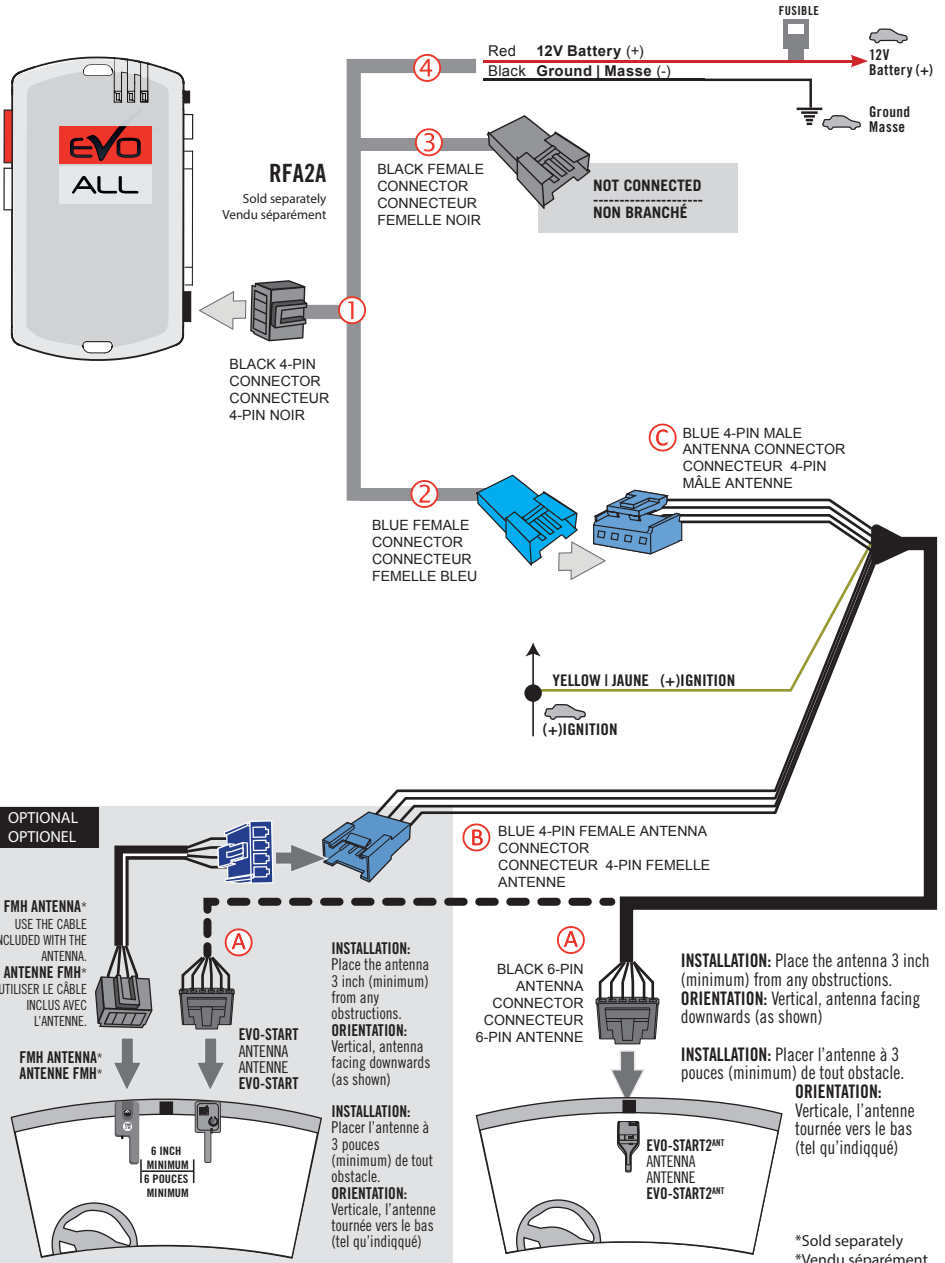 FUSIBLE
Red 12V Battery (+)
Black Ground | Masse (-)
12V
Battery (+)
Ground
Masse
4
3
BLACK FEMALE
CONNECTOR
CONNECTEUR
FEMELLE NOIR
NOT CONNECTED
NON BRANCHÉ
EVO
ALL
RFA2A
Sold separately
Vendu séparément
1
BLACK 4-PIN
CONNECTOR
CONNECTEUR
4-PIN NOIR
2
BLUE FEMALE
CONNECTOR
CONNECTEUR
FEMELLE BLEU
C
BLUE 4-PIN MALE
ANTENNA CONNECTOR
CONNECTEUR 4-PIN
MÂLE ANTENNE
YELLOW | JAUNE (+)IGNITION
(+)IGNITION
OPTIONAL
OPTIONEL
B
BLUE 4-PIN FEMALE ANTENNA
CONNECTOR
CONNECTEUR 4-PIN FEMELLE
ANTENNE
FMH ANTENNA*
USE THE CABLE
NCLUDED WITH THE
ANTENNA.
ANTENNE FMH*
UTILISER LE CÂBLE
INCLUS AVEC
L'ANTENNE.
FMH ANTENNA*
ANTENNE FMH*
A
EVO-START
ANTENNA
ANTENNE
EVO-START
INSTALLATION:
Place the antenna
3 inch (minimum)
from any
obstructions.
ORIENTATION:
Vertical, antenna
facing downwards
(as shown)
INSTALLATION:
Placer l'antenne à
3 pouces
(minimum) de tout
obstacle.
ORIENTATION:
Verticale, l'antenne
tournée vers le bas
(tel qu'indiqqué)
6 INCH
MINIMUM
6 POUCES
MINIMUM
A
BLACK 6-PIN
ANTENNA
CONNECTOR
CONNECTEUR
6-PIN ANTENNE
INSTALLATION: Place the antenna 3 inch
(minimum) from any obstructions.
ORIENTATION: Vertical, antenna facing
downwards (as shown)
INSTALLATION: Placer l'antenne à 3
pouces (minimum) de tout obstacle.
ORIENTATION:
Verticale, l'antenne
tournée vers le bas
(tel qu'indiqqué)
EVO-START2ANT
ANTENNA
ANTENNE
EVO-START2ANT
*Sold separately
*Vendu séparément